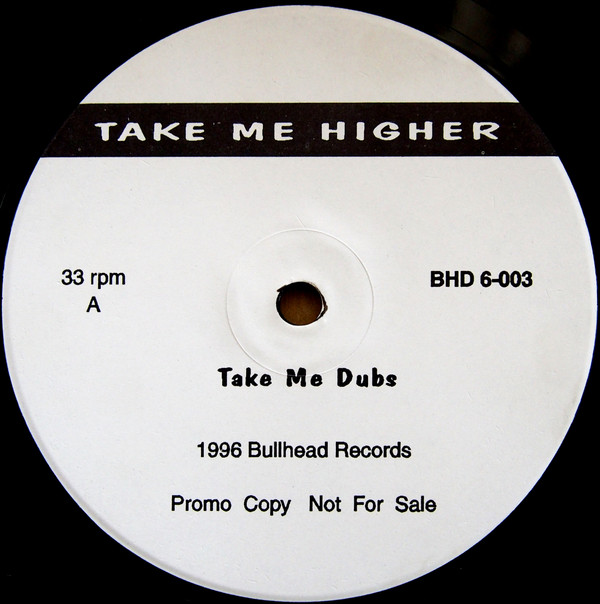 TAKE ME HIGHER
33 rpm
A
BHD 6-003
Take Me Dubs
1996 Bullhead Records
Promo Copy Not For Sale